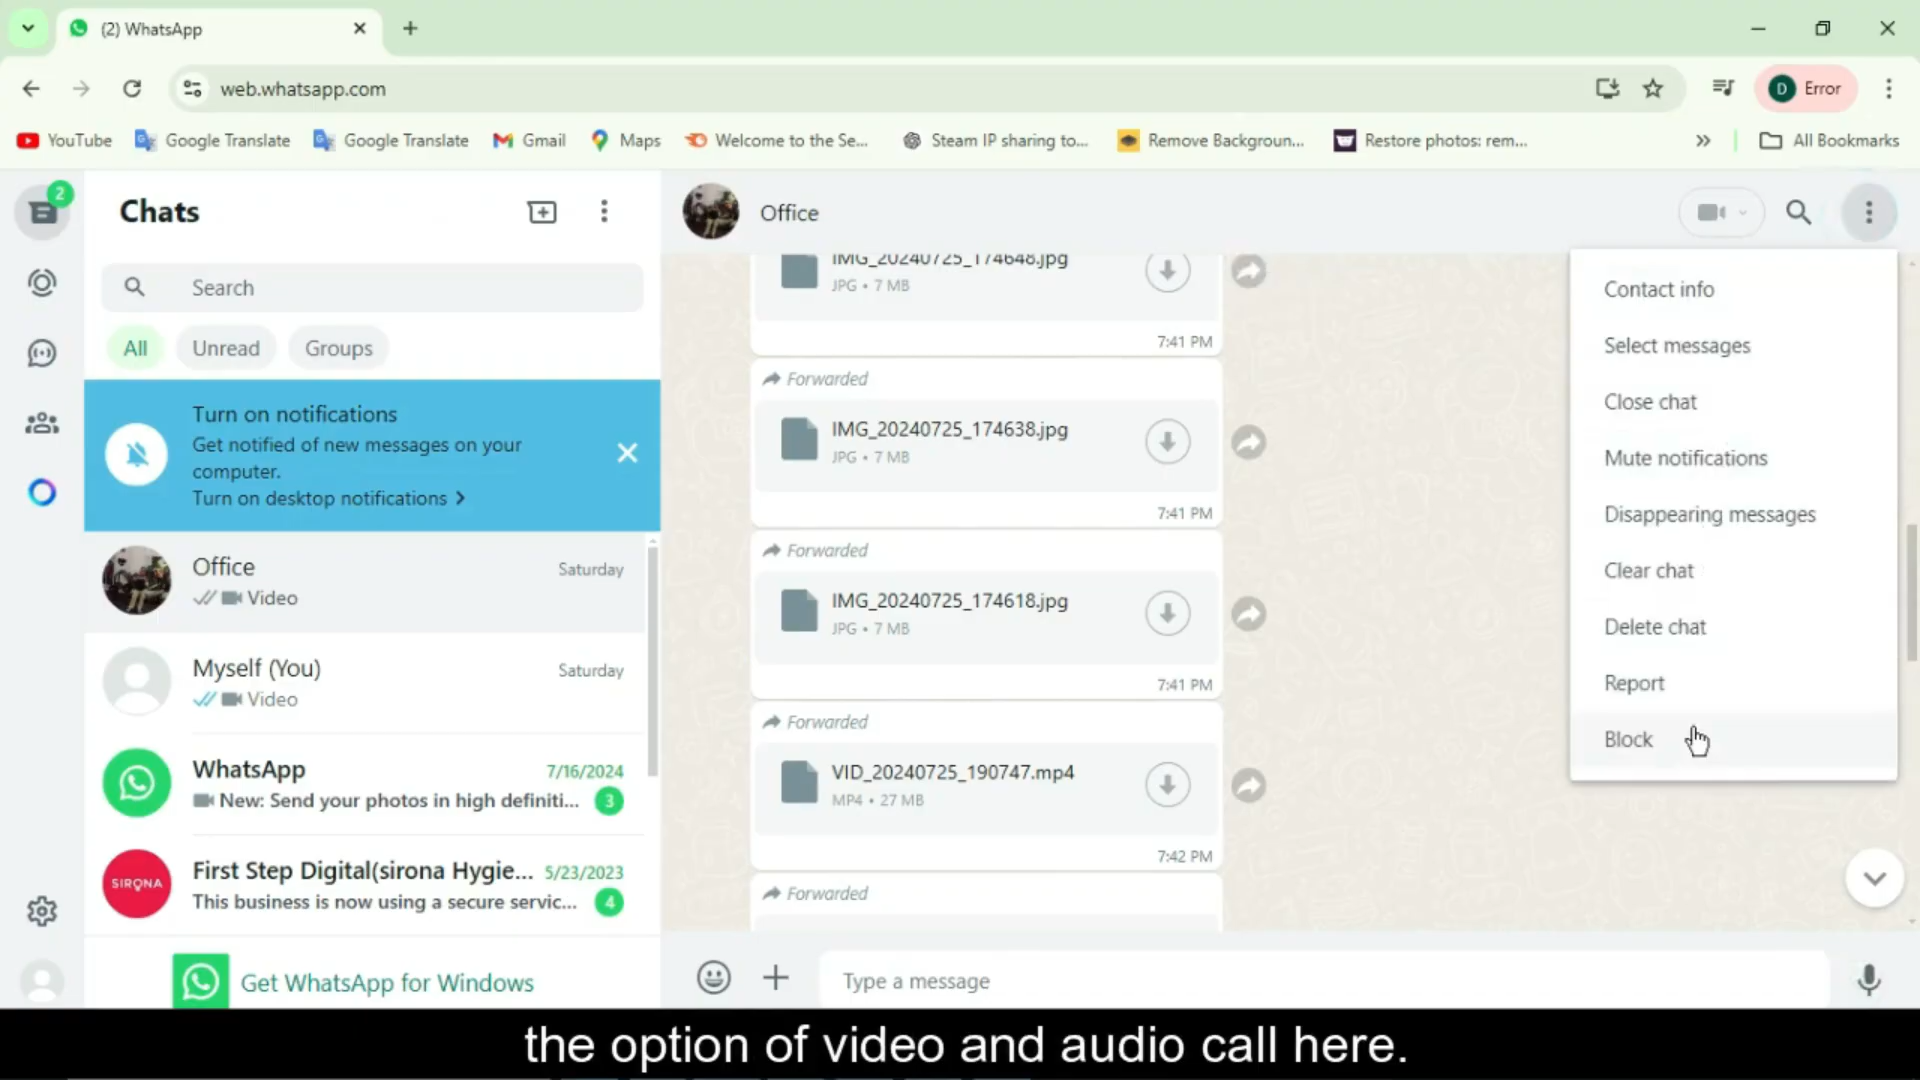 (2) WhatsApp
web.whatsapp.com
D Error
YouTube
Google Translate
Google Translate
Gmail
Maps
Welcome to the Se...
Steam IP sharing to...
Remove Backgroun...
Restore photos: rem...
All Bookmarks
2
Chats
Search
All
Unread
Groups
Turn on notifications
Get notified of new messages on your
computer.
Turn on desktop notifications
Office
Saturday
Video
Myself (You)
Saturday
Video
WhatsApp
7/16/2024
New: Send your photos in high definiti...
3
SIRONA
First Step Digital(sirona Hygie...
5/23/2023
This business is now using a secure servic...
4
Get WhatsApp for Windows
Office
IMG_20240725_174648.jpg
JPG • 7 MB
7:41 PM
Forwarded
IMG_20240725_174638.jpg
JPG • 7 MB
7:41 PM
Forwarded
IMG_20240725_174618.jpg
JPG • 7 MB
7:41 PM
Forwarded
VID_20240725_190747.mp4
MP4 • 27 MB
7:42 PM
Forwarded
Type a message
Contact info
Select messages
Close chat
Mute notifications
Disappearing messages
Clear chat
Delete chat
Report
Block
the option of video and audio call here.